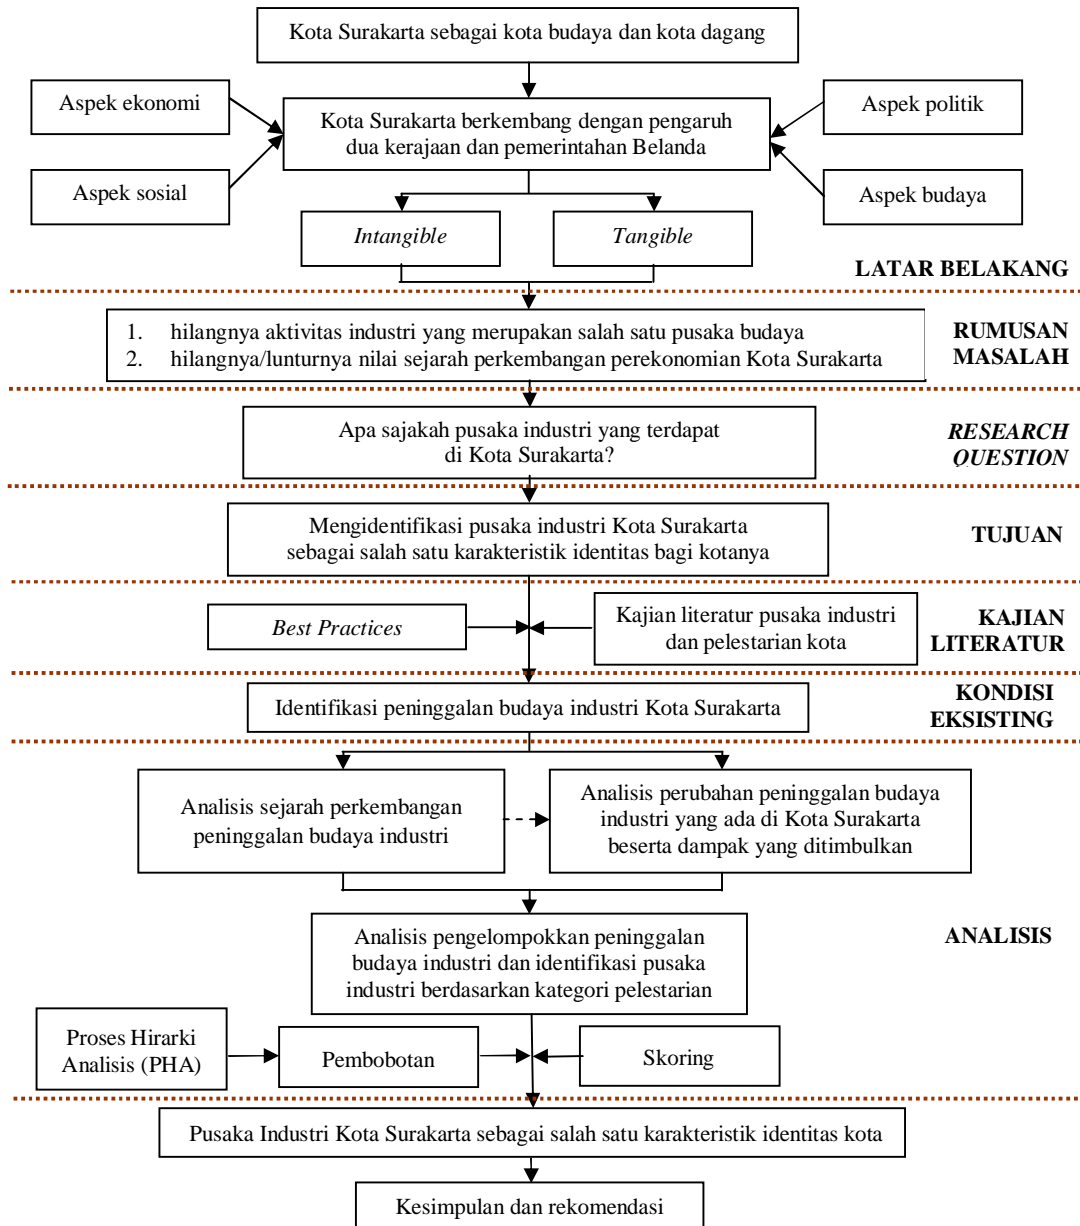 Kota Surakarta sebagai kota budaya dan kota dagang
Aspek ekonomi
Aspek politik
Kota Surakarta berkembang dengan pengaruh
dua kerajaan dan pemerintahan Belanda
Aspek sosial
Aspek budaya
Intangible
Tangible
LATAR BELAKANG
1. hilangnya aktivitas industri yang merupakan salah satu pusaka budaya
2. hilangnya/lunturnya nilai sejarah perkembangan perekonomian Kota Surakarta
RUMUSAN
MASALAH
Apa sajakah pusaka industri yang terdapat
di Kota Surakarta?
RESEARCH
QUESTION
Mengidentifikasi pusaka industri Kota Surakarta
sebagai salah satu karakteristik identitas bagi kotanya
TUJUAN
Best Practices
Kajian literatur pusaka industri
dan pelestarian kota
KAJIAN
LITERATUR
Identifikasi peninggalan budaya industri Kota Surakarta
KONDISI
EKSISTING
Analisis sejarah perkembangan
peninggalan budaya industri
Analisis perubahan peninggalan budaya
industri yang ada di Kota Surakarta
beserta dampak yang ditimbulkan
Analisis pengelompokkan peninggalan
budaya industri dan identifikasi pusaka
industri berdasarkan kategori pelestarian
ANALISIS
Proses Hirarki
Analisis (PHA)
Pembobotan
Skoring
Pusaka Industri Kota Surakarta sebagai salah satu karakteristik identitas kota
Kesimpulan dan rekomendasi